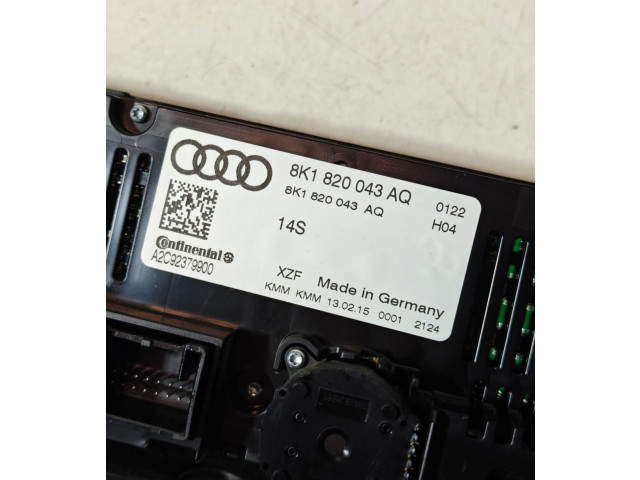 8K1 820 043 AQ 0122
8K1 820 043 AQ H04
14S
Continental
A2C92379900
XZF Made in Germany
KMM KMM 13.02.15 0001 2124